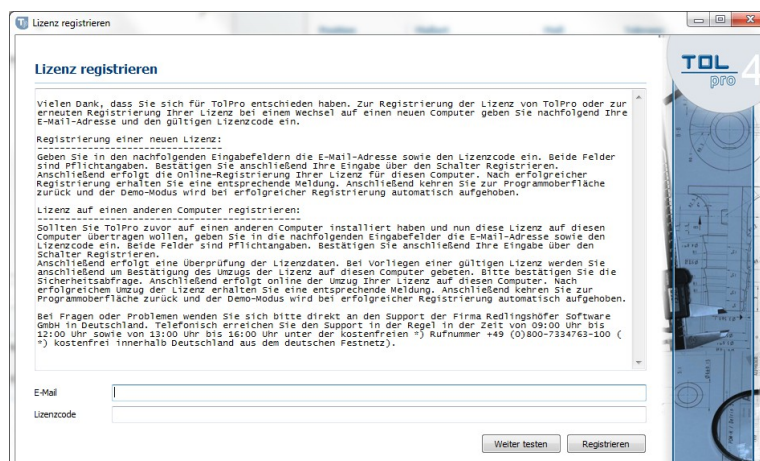 Lizenz registrieren
TOL
pro 4
Lizenz registrieren
Vielen Dank, dass Sie sich für TolPro entschieden haben. Zur Registrierung der Lizenz von TolPro oder zur
erneuten Registrierung Ihrer Lizenz bei einem Wechsel auf einen neuen Computer geben Sie nachfolgend Ihre
E-Mail-Adresse und den gültigen Lizenzcode ein.
Registrierung einer neuen Lizenz:
--------------------------------
Geben Sie in den nachfolgenden Eingabefeldern die E-Mail-Adresse sowie den Lizenzcode ein. Beide Felder
sind Pflichtangaben. Bestätigen Sie anschließend Ihre Eingabe über den Schalter Registrieren.
Anschließend erfolgt die Online-Registrierung Ihrer Lizenz für diesen Computer. Nach erfolgreicher
Registrierung erhalten Sie eine entsprechende Meldung. Anschließend kehren Sie zur Programmoberfläche
zurück und der Demo-Modus wird bei erfolgreicher Registrierung automatisch aufgehoben.
Lizenz auf einen anderen Computer registrieren:
---------------------------------------------
Sollten Sie TolPro zuvor auf einen anderen Computer installiert haben und nun diese Lizenz auf diesen
Computer übertragen wollen, geben Sie in die nachfolgenden Eingabefelder die E-Mail-Adresse sowie den
Lizenzcode ein. Beide Felder sind Pflichtangaben. Bestätigen Sie anschließend Ihre Eingabe über den
Schalter Registrieren.
Anschließend erfolgt eine Überprüfung der Lizenzdaten. Bei Vorliegen einer gültigen Lizenz werden Sie
anschließend um Bestätigung des Umzugs der Lizenz auf diesen Computer gebeten. Bitte bestätigen Sie die
Sicherheitsabfrage. Anschließend erfolgt online der Umzug Ihrer Lizenz auf diesen Computer. Nach
erfolgreichem Umzug der Lizenz erhalten Sie eine entsprechende Meldung. Anschließend kehren Sie zur
Programmoberfläche zurück und der Demo-Modus wird bei erfolgreicher Registrierung automatisch aufgehoben.
Bei Fragen oder Problemen wenden Sie sich bitte direkt an den Support der Firma Redlingshöfer Software
GmbH in Deutschland. Telefonisch erreichen Sie den Support in der Regel in der Zeit von 09:00 Uhr bis
12:00 Uhr sowie von 13:00 Uhr bis 16:00 Uhr unter der kostenfreien *) Rufnummer +49 (0)800-7334763-100 (
*) kostenfrei innerhalb Deutschland aus dem deutschen Festnetz).
E-Mail
Lizenzcode
Weiter testen
Registrieren